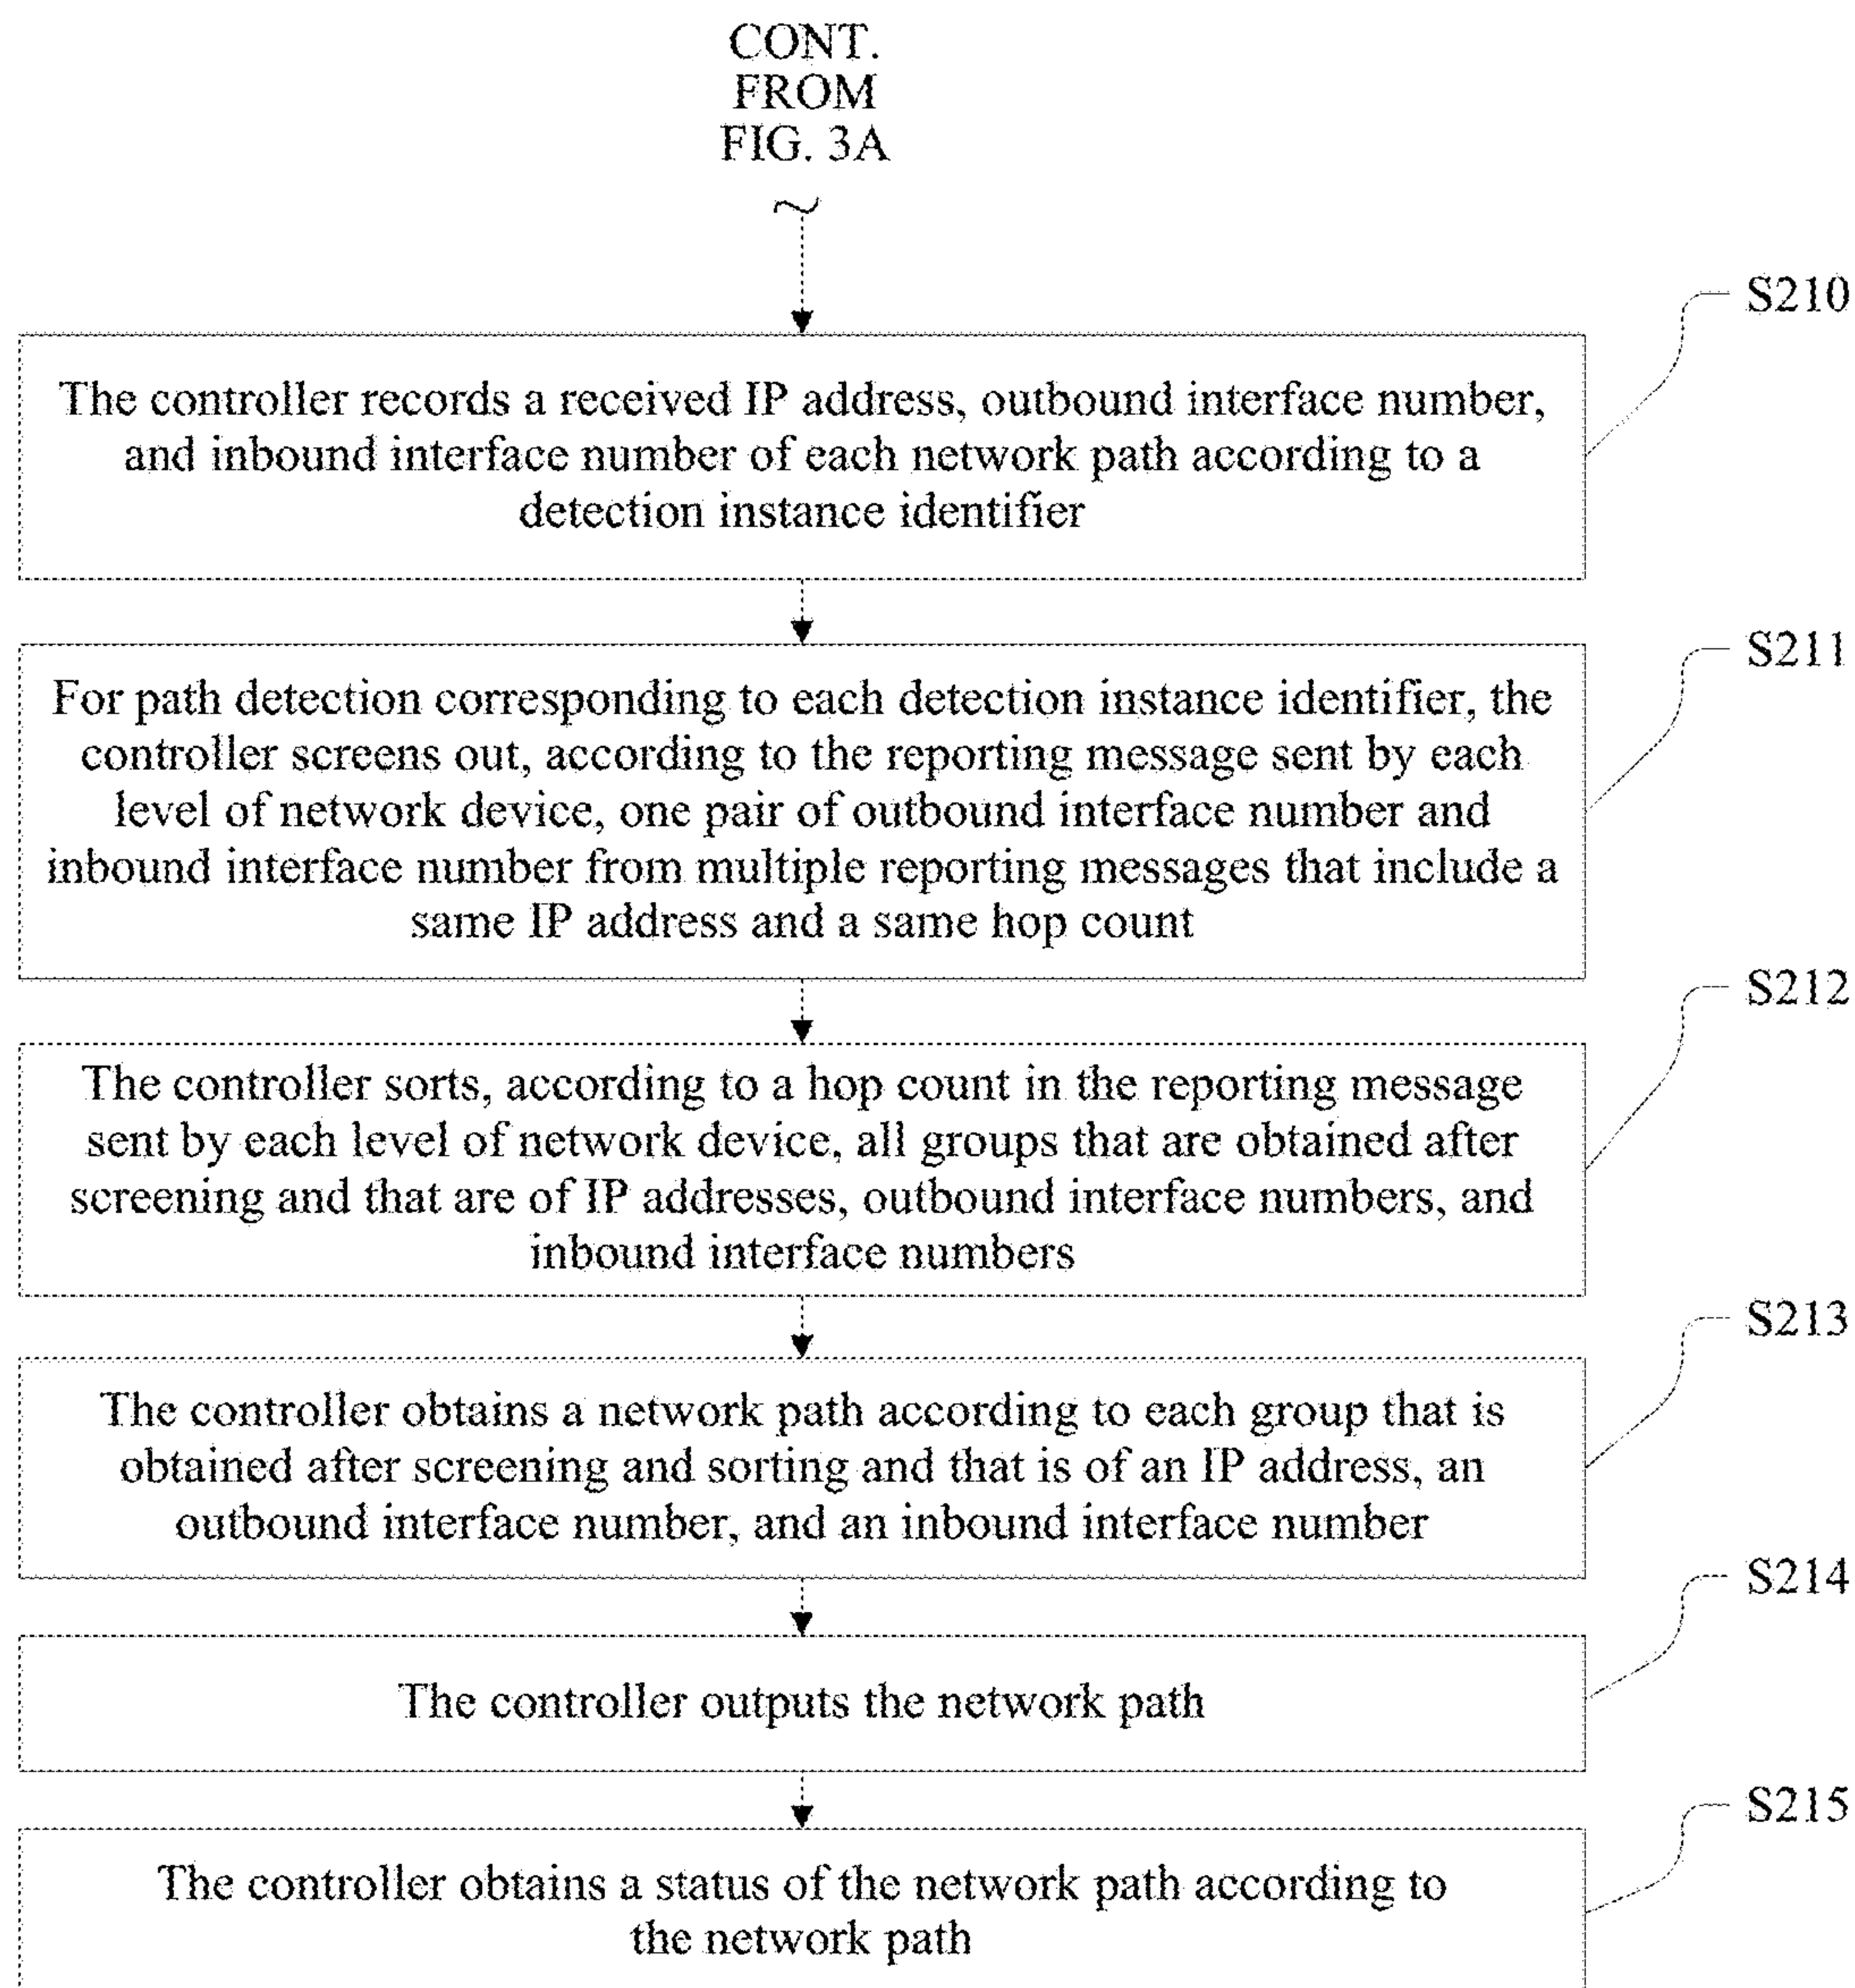 CONT.
FROM
FIG. 3A
S210
The controller records a received IP address, outbound interface number,
and inbound interface number of each network path according to a
detection instance identifier
S211
For path detection corresponding to each detection instance identifier, the
controller screens out, according to the reporting message sent by each
level of network device, one pair of outbound interface number and
inbound interface number from multiple reporting messages that include a
same IP address and a same hop count
S212
The controller sorts, according to a hop count in the reporting message
sent by each level of network device, all groups that are obtained after
screening and that are of IP addresses, outbound interface numbers, and
inbound interface numbers
S213
The controller obtains a network path according to each group that is
obtained after screening and sorting and that is of an IP address, an
outbound interface number, and an inbound interface number
S214
The controller outputs the network path
S215
The controller obtains a status of the network path according to
the network path